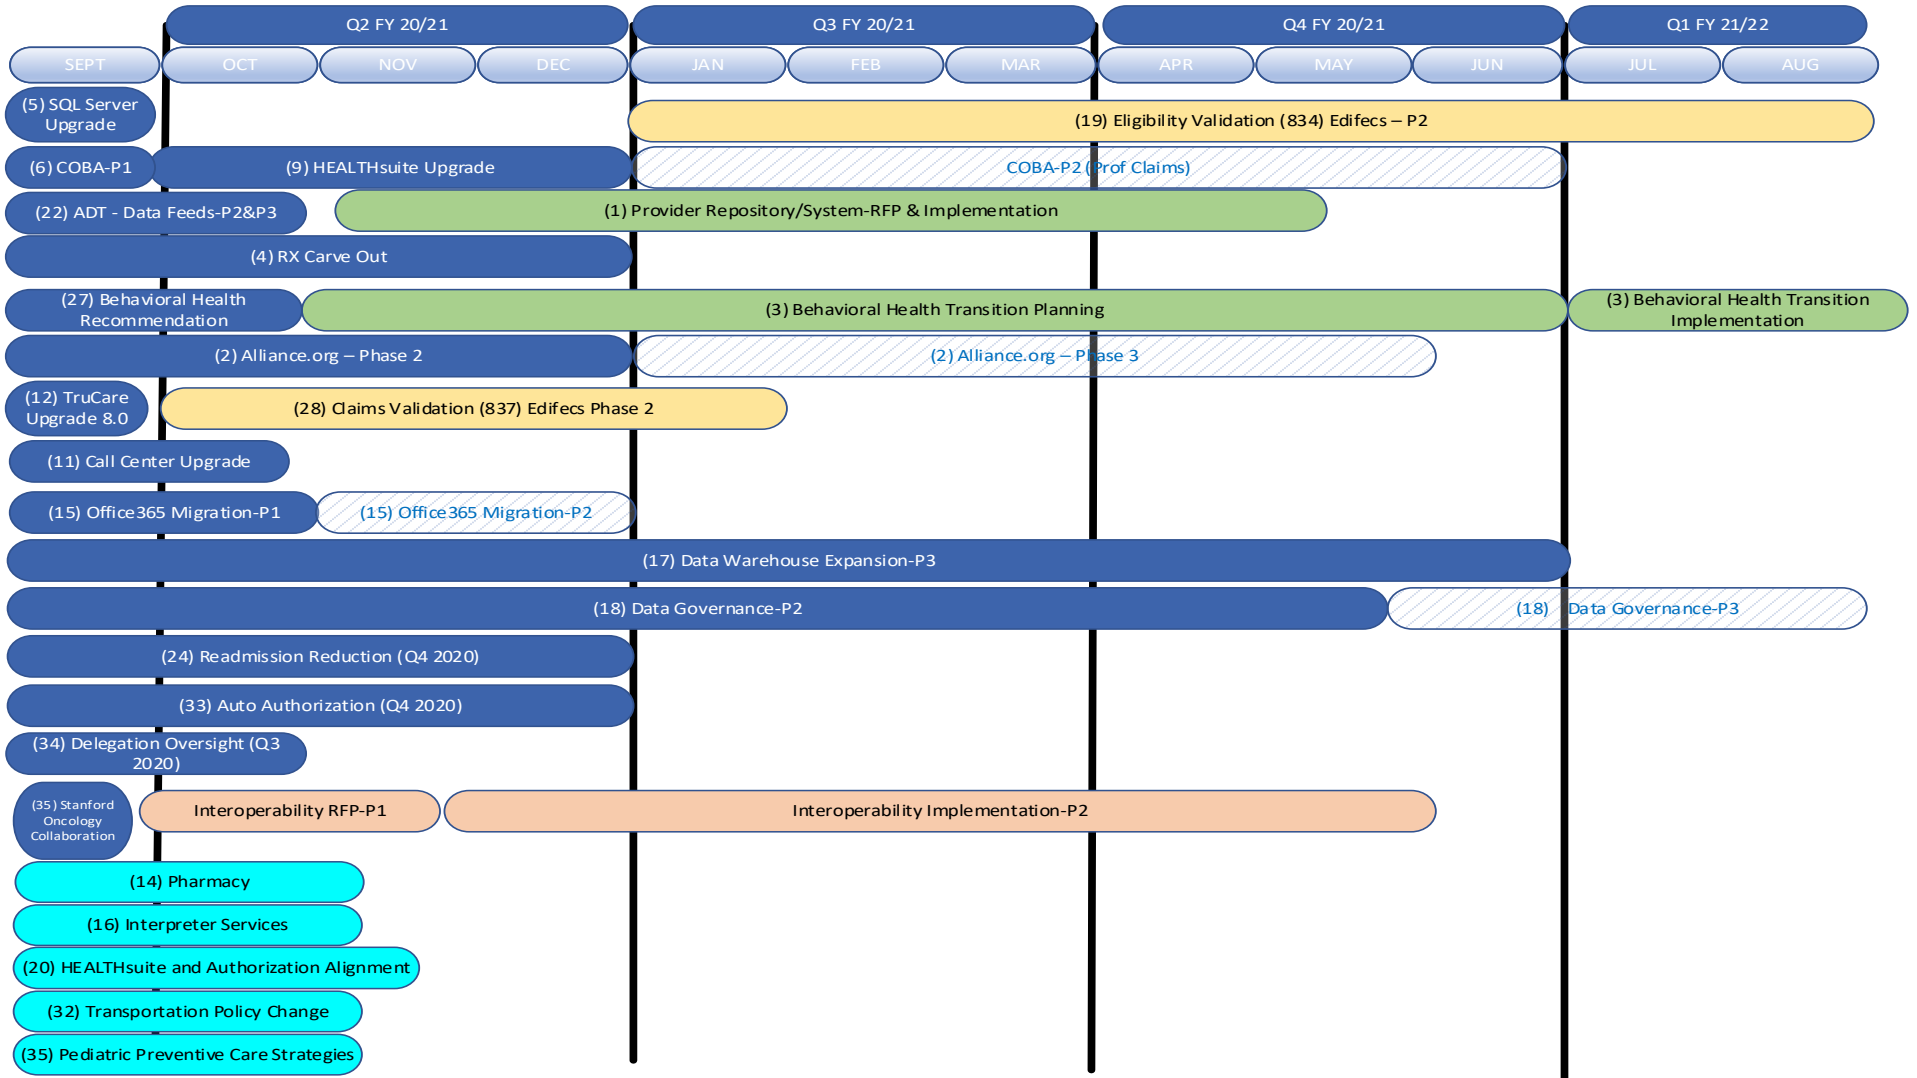 Q2 FY 20/21
Q3 FY 20/21
Q4 FY 20/21
Q1 FY 21/22
SEPT
OCT
NOV
DEC
JAN
FEB
MAR
APR
MAY
JUN
JUL
AUG
(5) SQL Server
Upgrade
(19) Eligibility Validation (834) Edifecs – P2
(6) COBA-P1
(9) HEALTHsuite Upgrade
COBA-P2 (Prof Claims)
(22) ADT - Data Feeds-P2&P3
(1) Provider Repository/System-RFP & Implementation
(4) RX Carve Out
(27) Behavioral Health
Recommendation
(3) Behavioral Health Transition Planning
(3) Behavioral Health Transition
Implementation
(2) Alliance.org – Phase 2
(2) Alliance.org – Phase 3
(12) TruCare
Upgrade 8.0
(28) Claims Validation (837) Edifecs Phase 2
(11) Call Center Upgrade
(15) Office365 Migration-P1
(15) Office365 Migration-P2
(17) Data Warehouse Expansion-P3
(18) Data Governance-P2
(18) Data Governance-P3
(24) Readmission Reduction (Q4 2020)
(33) Auto Authorization (Q4 2020)
(34) Delegation Oversight (Q3
2020)
(35) Stanford
Oncology
Collaboration
Interoperability RFP-P1
Interoperability Implementation-P2
(14) Pharmacy
(16) Interpreter Services
(20) HEALTHsuite and Authorization Alignment
(32) Transportation Policy Change
(35) Pediatric Preventive Care Strategies